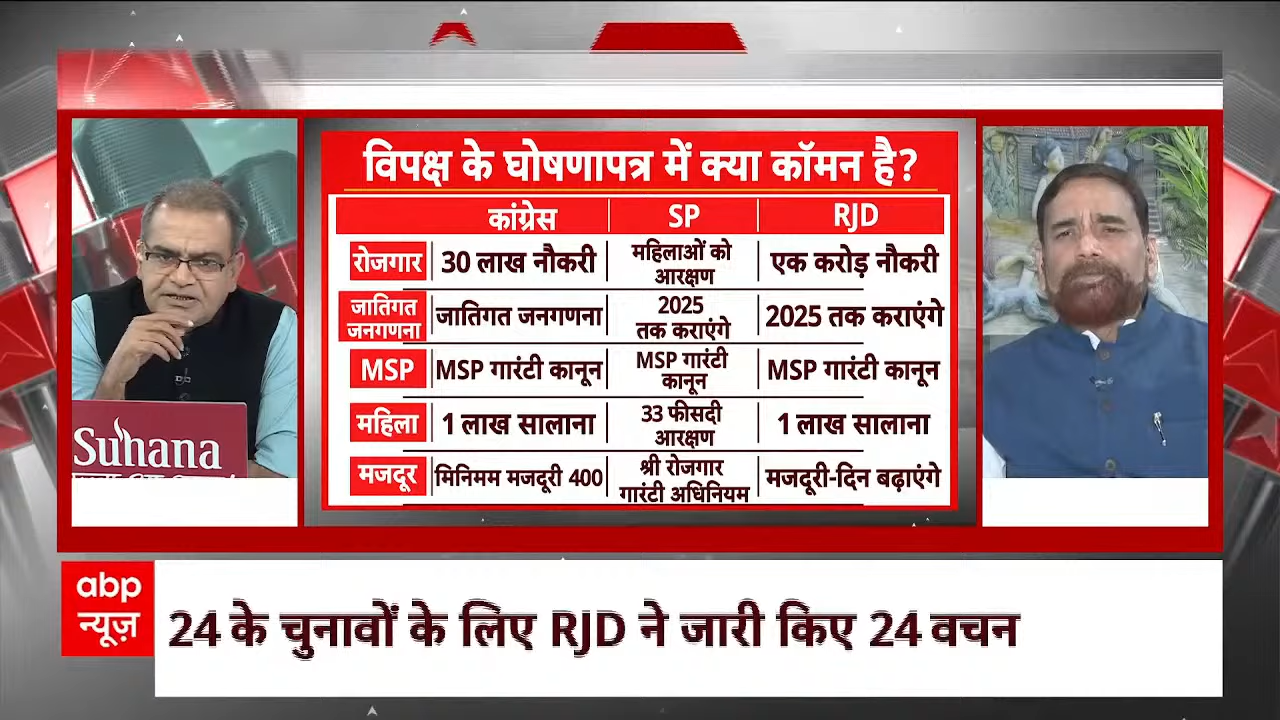 विपक्ष के घोषणापत्र में क्या कॉमन है?
कांग्रेस SP RJD
रोजगार 30 लाख नौकरी महिलाओं को आरक्षण एक करोड़ नौकरी
जातिगत जनगणना जातिगत जनगणना 2025 तक कराएंगे 2025 तक कराएंगे
MSP MSP गारंटी कानून MSP गारंटी कानून MSP गारंटी कानून
महिला 1 लाख सालाना 33 फीसदी आरक्षण 1 लाख सालाना
मजदूर मिनिमम मजदूरी 400 श्री रोजगार गारंटी अधिनियम मजदूरी-दिन बढ़ाएंगे
Suhana
abp
न्यूज़
24 के चुनावों के लिए RJD ने जारी किए 24 वचन